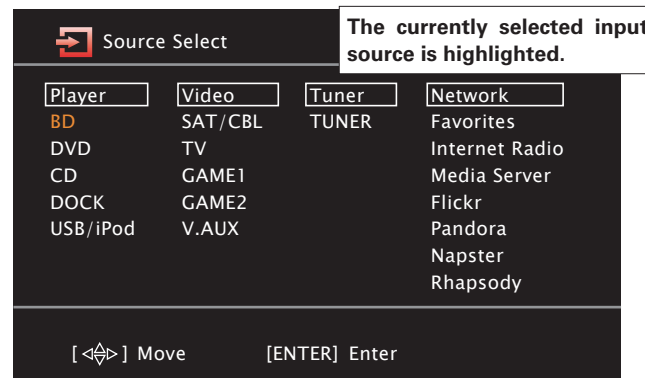 Source Select
The currently selected input
source is highlighted.
Player Video Tuner Network
BD SAT/CBL TUNER Favorites
DVD TV Internet Radio
CD GAME1 Media Server
DOCK GAME2 Flickr
USB/iPod V.AUX Pandora
Napster
Rhapsody
[◁△▽▷] Move [ENTER] Enter